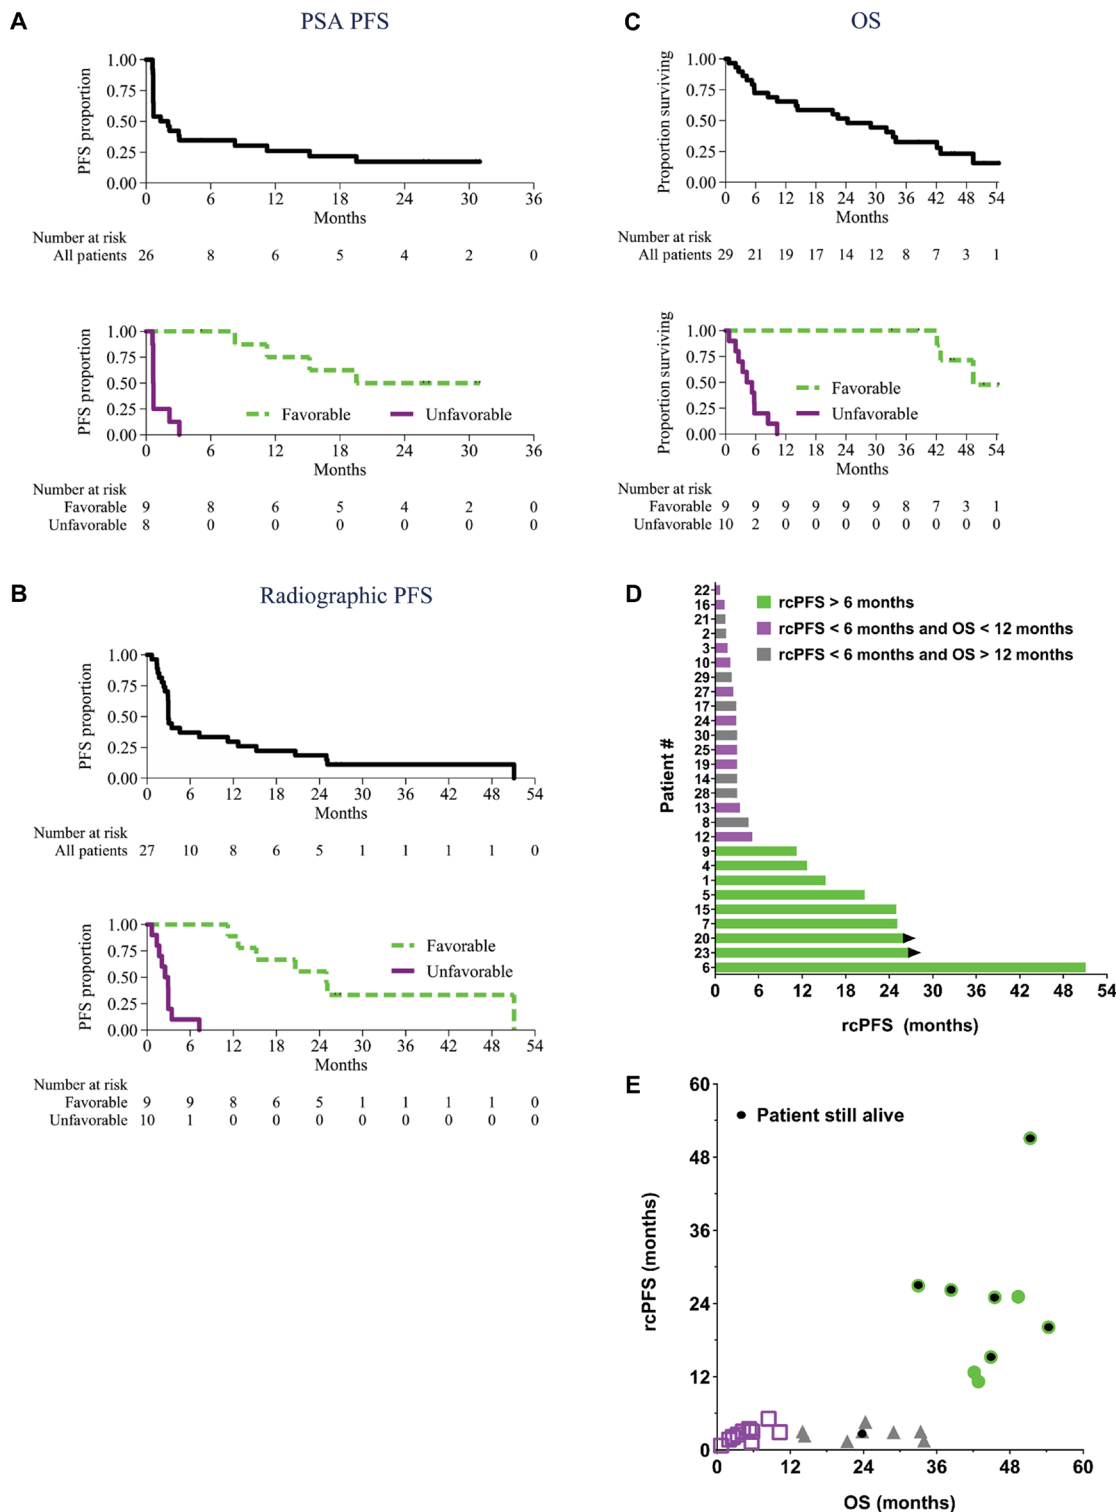 A
PSA PFS
PFS proportion
1.00
0.75
0.50
0.25
0.00
0 6 12 18 24 30 36
Months
Number at risk
All patients 26 8 6 5 4 2 0
PFS proportion
1.00
0.75
0.50
0.25
0.00
Favorable Unfavorable
0 6 12 18 24 30 36
Months
Number at risk
Favorable 9 8 6 5 4 2 0
Unfavorable 8 0 0 0 0 0 0
B
Radiographic PFS
PFS proportion
1.00
0.75
0.50
0.25
0.00
0 6 12 18 24 30 36 42 48 54
Months
Number at risk
All patients 27 10 8 6 5 1 1 1 1 0
PFS proportion
1.00
0.75
0.50
0.25
0.00
Favorable
Unfavorable
0 6 12 18 24 30 36 42 48 54
Months
Number at risk
Favorable 9 9 8 6 5 1 1 1 1 0
Unfavorable 10 1 0 0 0 0 0 0 0 0
C
OS
Proportion surviving
1.00
0.75
0.50
0.25
0.00
0 6 12 18 24 30 36 42 48 54
Months
Number at risk
All patients 29 21 19 17 14 12 8 7 3 1
Proportion surviving
1.00
0.75
0.50
0.25
0.00
Favorable
Unfavorable
0 6 12 18 24 30 36 42 48 54
Months
Number at risk
Favorable 9 9 9 9 9 9 8 7 3 1
Unfavorable 10 2 0 0 0 0 0 0 0 0
D
rcPFS > 6 months
rcPFS < 6 months and OS < 12 months
rcPFS < 6 months and OS > 12 months
Patient #
22
16
21
2
3
10
29
27
17
24
30
25
19
14
28
13
8
12
9
4
1
5
15
7
20
23
6
0 6 12 18 24 30 36 42 48 54
rcPFS (months)
E
Patient still alive
rcPFS (months)
60
48
36
24
12
0
0 12 24 36 48 60
OS (months)